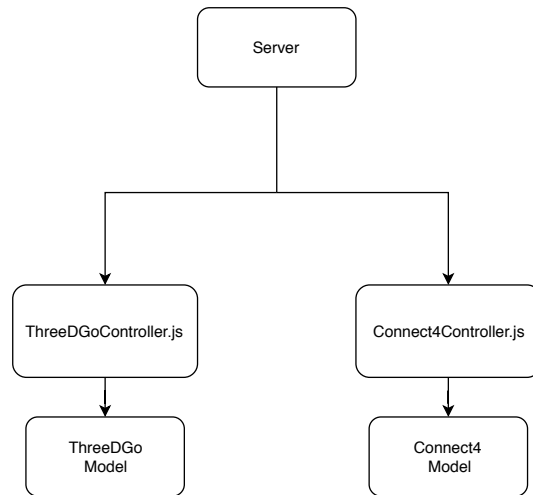 Server
ThreeDGoController.js
Connect4Controller.js
ThreeDGo
Model
Connect4
Model